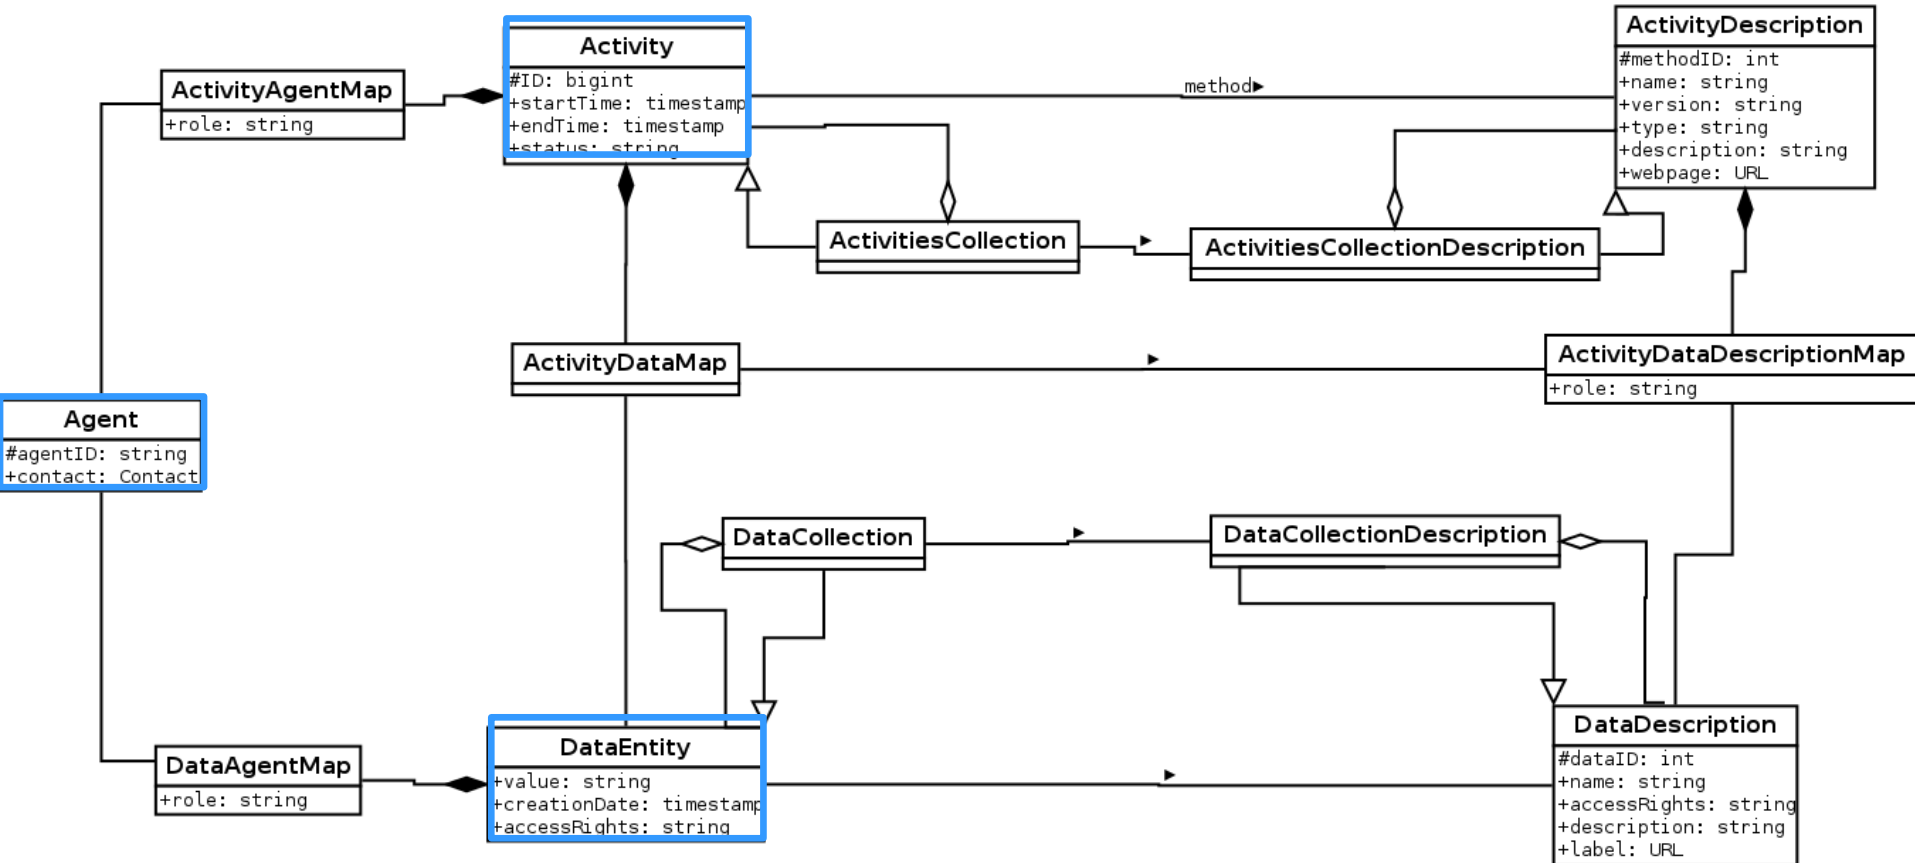 Activity
#ID: bigint
+startTime: timestamp
+endTime: timestamp
+status: string
ActivityDescription
#methodID: int
+name: string
+version: string
+type: string
+description: string
+webpage: URL
ActivityAgentMap
+role: string
method►
ActivitiesCollection
ActivitiesCollectionDescription
ActivityDataMap
ActivityDataDescriptionMap
+role: string
Agent
#agentID: string
+contact: Contact
DataCollection
DataCollectionDescription
DataAgentMap
+role: string
DataEntity
+value: string
+creationDate: timestamp
+accessRights: string
DataDescription
#dataID: int
+name: string
+accessRights: string
+description: string
+label: URL